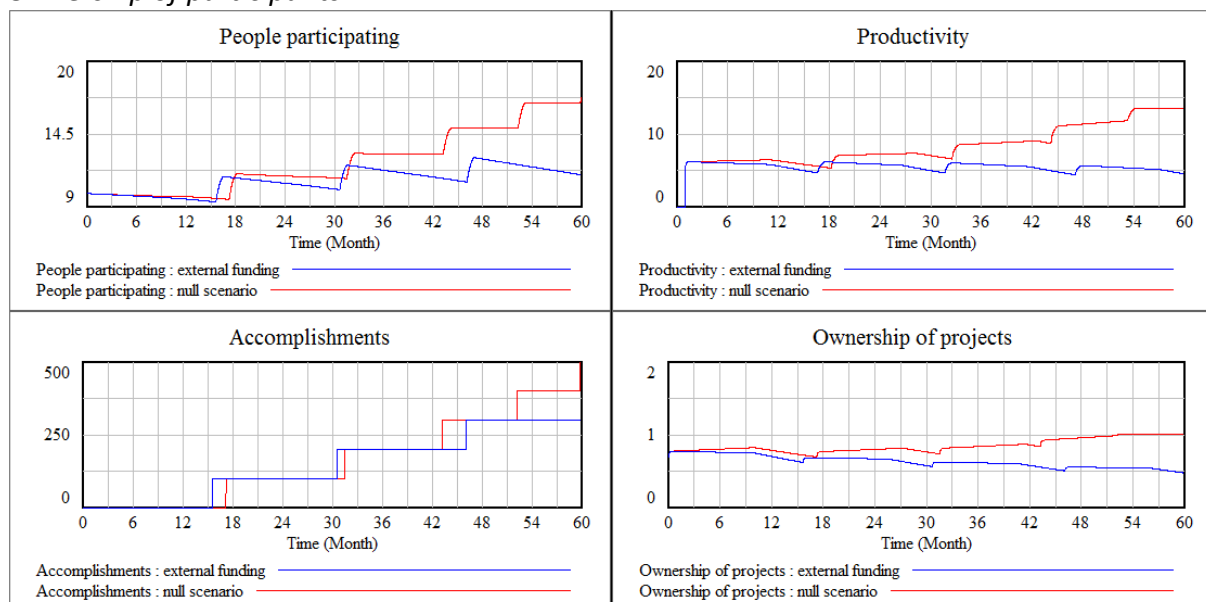 People participating
20
14.5
9
0 6 12 18 24 30 36 42 48 54 60
Time (Month)
People participating : external funding
People participating : null scenario
Productivity
20
10
0
0 6 12 18 24 30 36 42 48 54 60
Time (Month)
Productivity : external funding
Productivity : null scenario
Accomplishments
500
250
0
0 6 12 18 24 30 36 42 48 54 60
Time (Month)
Accomplishments : external funding
Accomplishments : null scenario
Ownership of projects
2
1
0
0 6 12 18 24 30 36 42 48 54 60
Time (Month)
Ownership of projects : external funding
Ownership of projects : null scenario